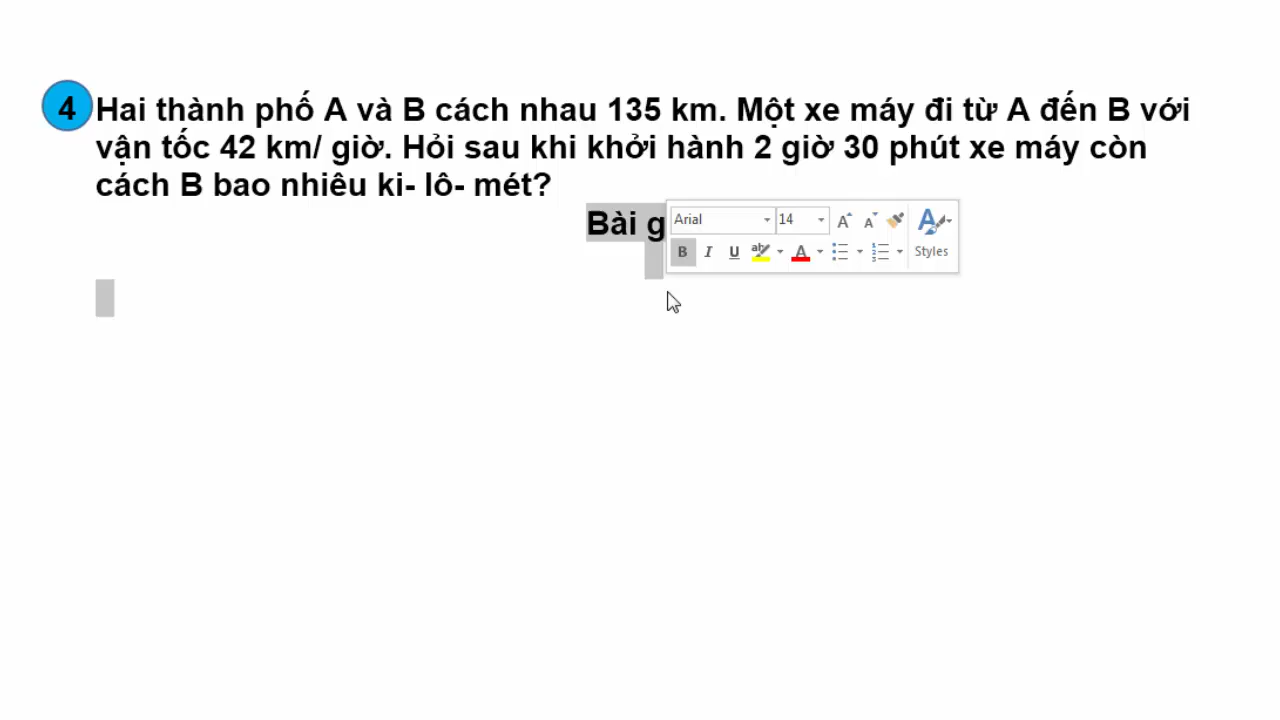 4 Hai thành phố A và B cách nhau 135 km. Một xe máy đi từ A đến B với
vận tốc 42 km/ giờ. Hỏi sau khi khởi hành 2 giờ 30 phút xe máy còn
cách B bao nhiêu ki- lô- mét?
Bài g
Arial 14 A A
B I U ab A Styles